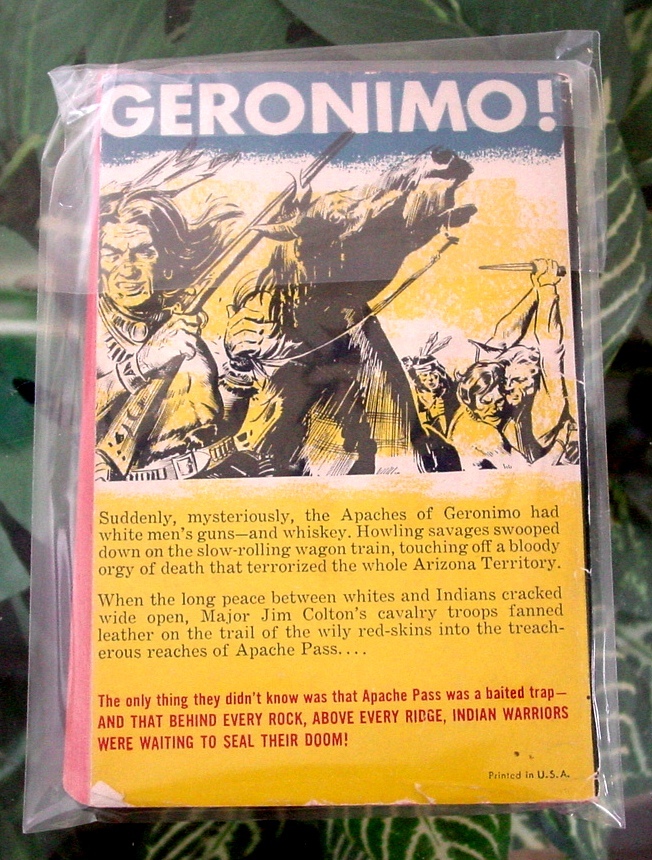 GERONIMO!
Suddenly, mysteriously, the Apaches of Geronimo had
white men's guns—and whiskey. Howling savages swooped
down on the slow-rolling wagon train, touching off a bloody
orgy of death that terrorized the whole Arizona Territory.
When the long peace between whites and Indians cracked
wide open, Major Jim Colton's cavalry troops fanned
leather on the trail of the wily red-skins into the treach-
erous reaches of Apache Pass....
The only thing they didn't know was that Apache Pass was a baited trap—
AND THAT BEHIND EVERY ROCK, ABOVE EVERY RIDGE, INDIAN WARRIORS
WERE WAITING TO SEAL THEIR DOOM!
Printed in U.S.A.